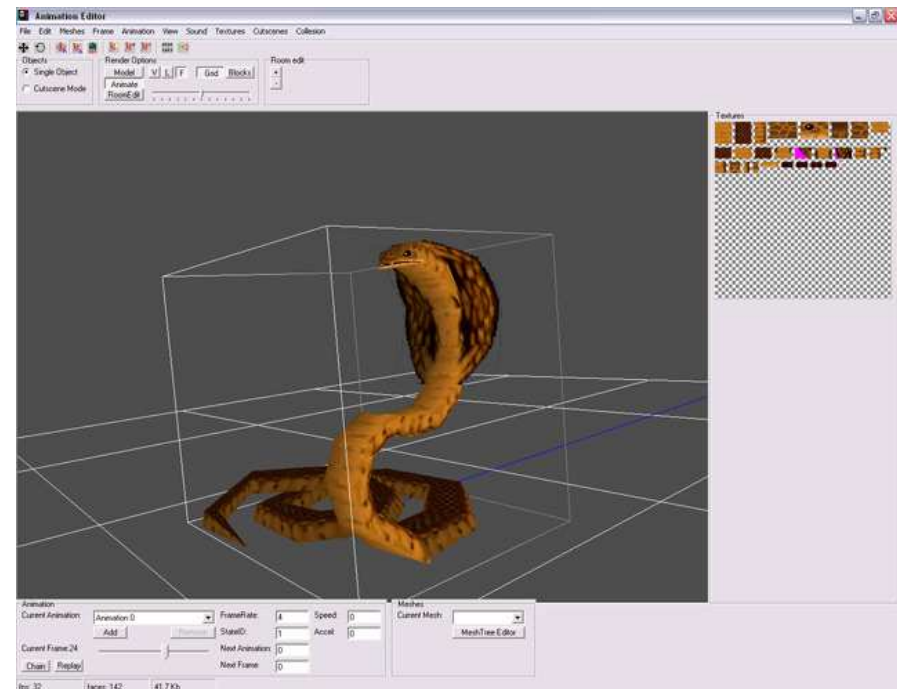 Animation Editor
File Edit Meshes Frame Animation View Sound Textures Cutscenes Collesion
Objects
Render Options
Room edit
Single Object
Model V L F Grid Blocks
+
Cutscene Mode
Animate
-
RoomEdit
Textures
Animation
Meshes
Current Animation: Animation 0 FrameRate: 4 Speed: 0 Current Mesh:
Add Remove StateID: 1 Accel: 0 MeshTree Editor
Current Frame:24 Next Animation: 0
Chain Replay Next Frame 0
fps: 32 faces: 142 41.7 Kb